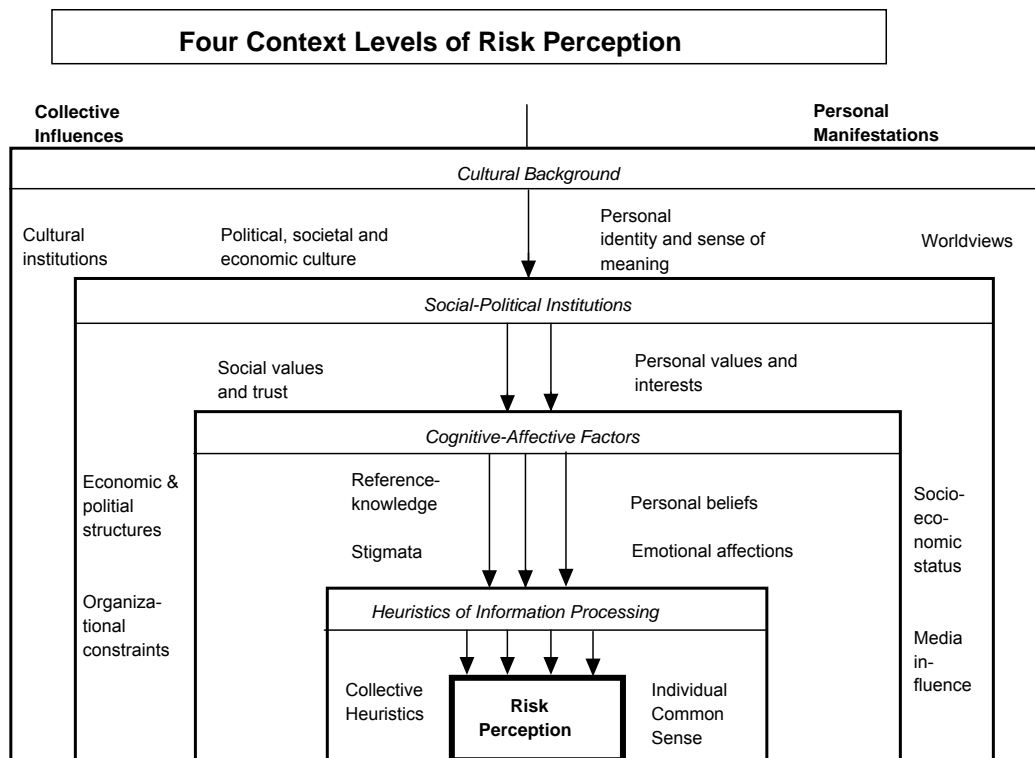 Four Context Levels of Risk Perception
Collective
Influences
Personal
Manifestations
Cultural Background
Cultural
institutions
Political, societal and
economic culture
Personal
identity and sense of
meaning
Worldviews
Social-Political Institutions
Social values
and trust
Personal values and
interests
Cognitive-Affective Factors
Economic &
politial
structures
Reference-
knowledge
Personal beliefs
Socio-
eco-
nomic
status
Stigmata
Emotional affections
Heuristics of Information Processing
Organiza-
tional
constraints
Media
in-
fluence
Collective
Heuristics
Risk
Perception
Individual
Common
Sense